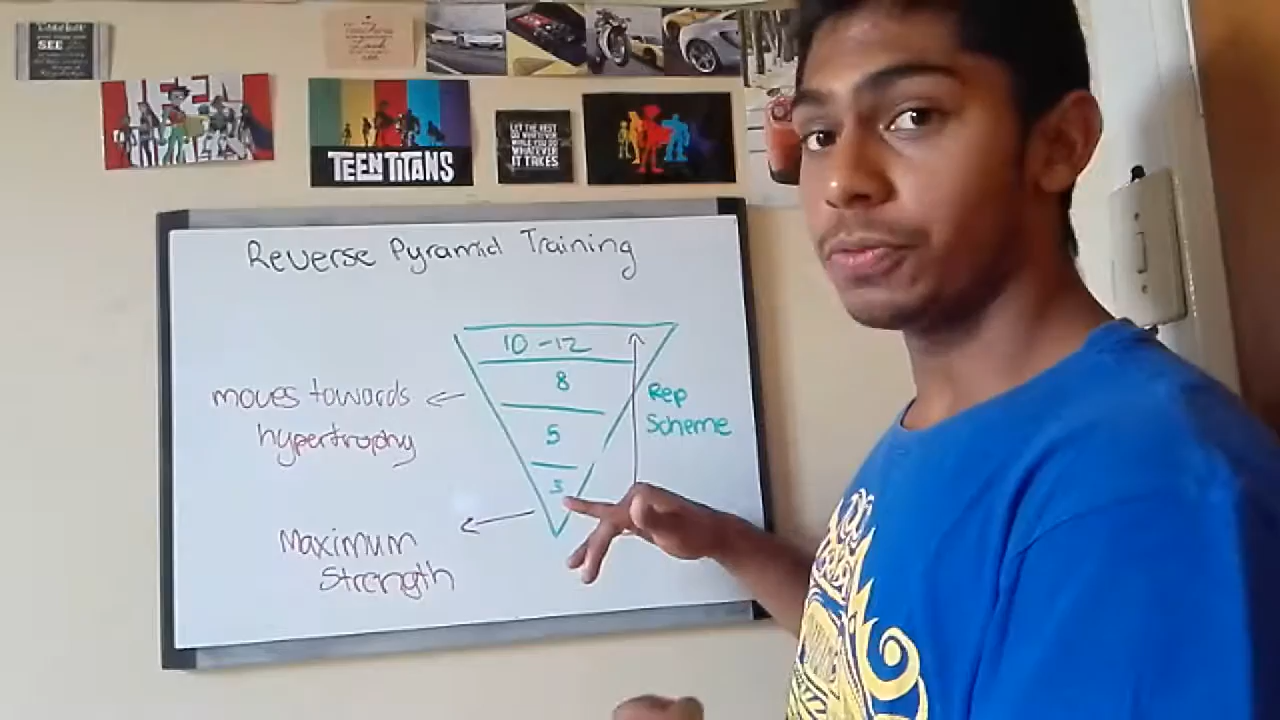 SEE
TEEN TITANS
LET THE REST
DO WHATEVER
WHILE YOU DO
WHATEVER
IT TAKES
Reverse Pyramid Training
10 - 12
8
5
3
Rep
Scheme
moves towards
hypertrophy
Maximum
Strength